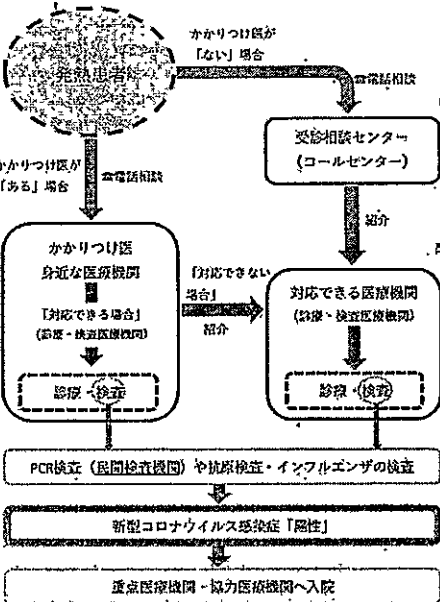 発熱患者
かかりつけ医が
「ない」場合
☎電話相談
受診相談センター
(コールセンター)
かかりつけ医が
「ある」場合
☎電話相談
紹介
かかりつけ医
身近な医療機関
「対応できる場合」
(診療・検査医療機関)
診療・検査
「対応できない
場合」
紹介
対応できる医療機関
(診療・検査医療機関)
診療・検査
PCR検査(民間検査機関)や抗原検査・インフルエンザの検査
新型コロナウイルス感染症「陽性」
重点医療機関・協力医療機関へ入院